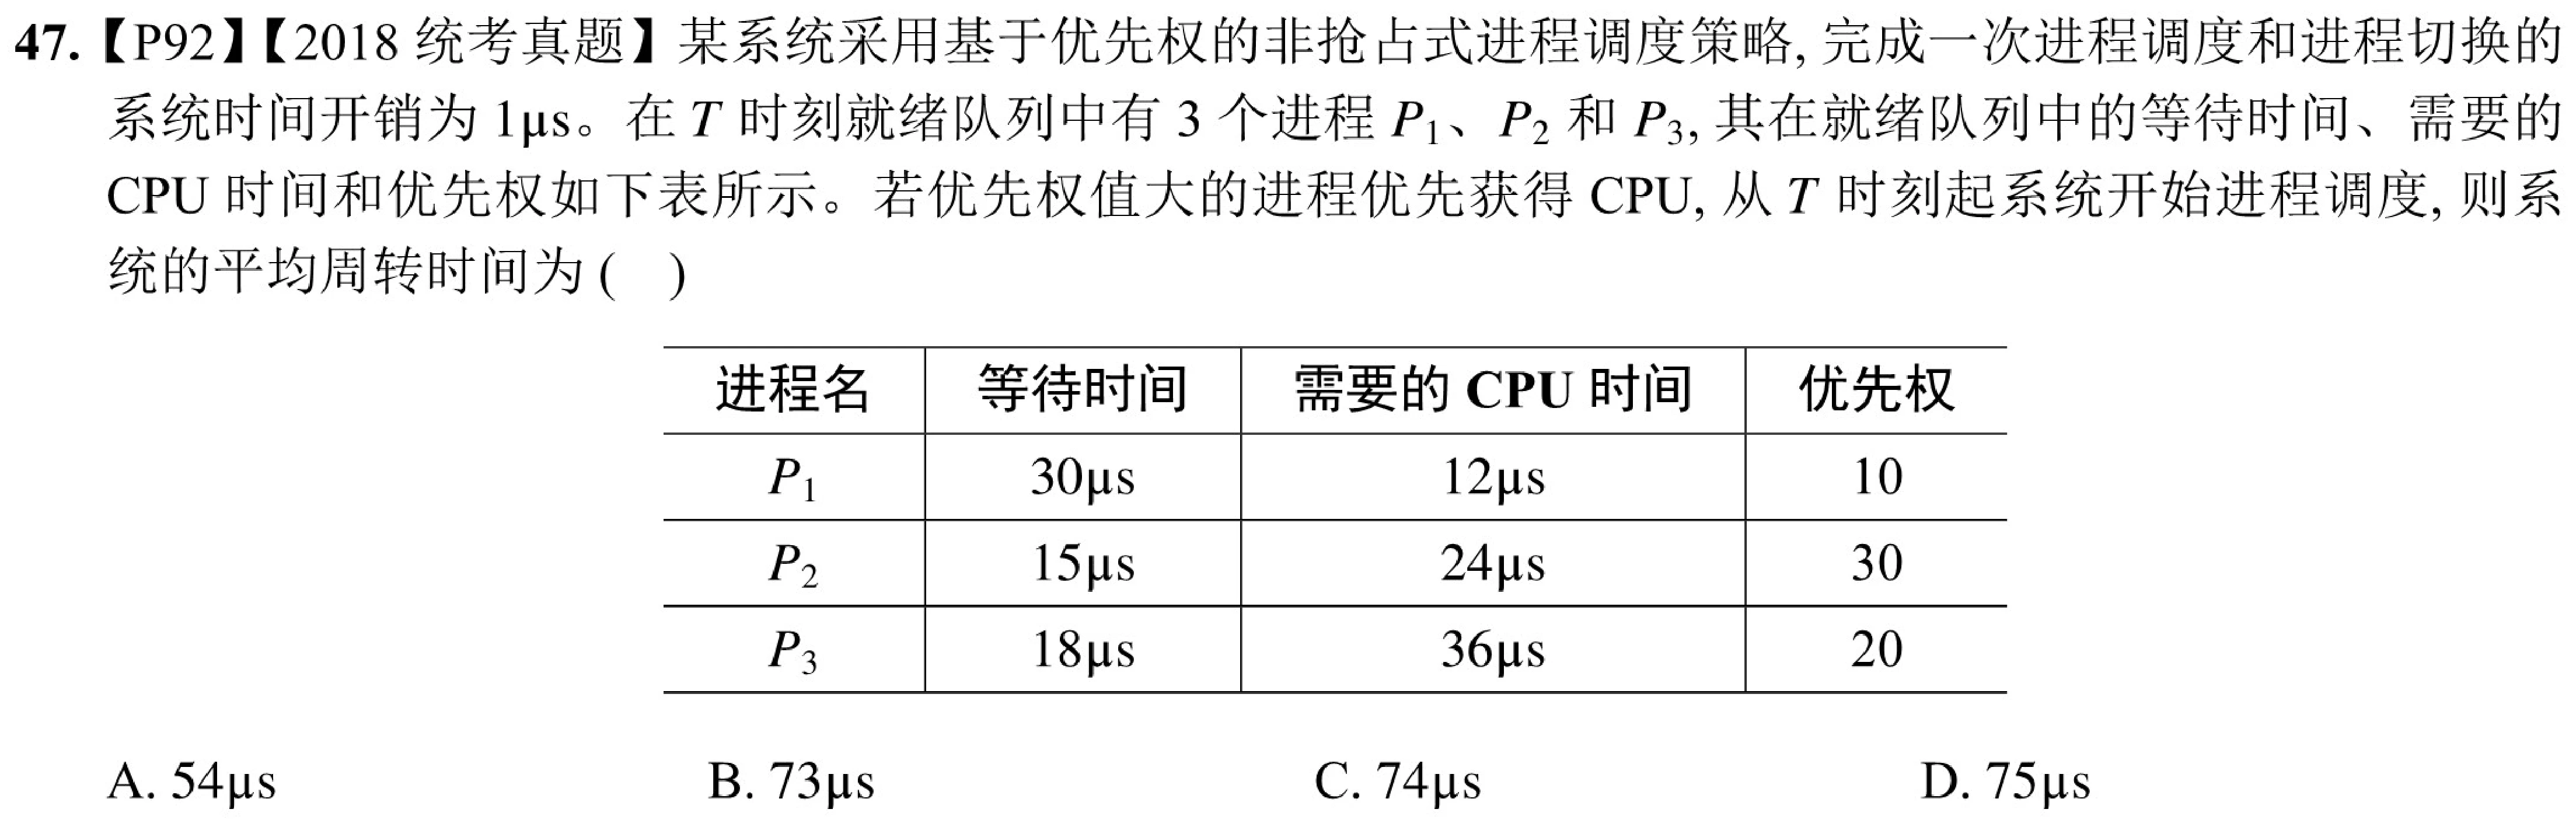 47.【P92】【2018 统考真题】某系统采用基于优先权的非抢占式进程调度策略, 完成一次进程调度和进程切换的
系统时间开销为 1μs。在 T 时刻就绪队列中有 3 个进程 P₁、P₂ 和 P₃, 其在就绪队列中的等待时间、需要的
CPU 时间和优先权如下表所示。若优先权值大的进程优先获得 CPU, 从 T 时刻起系统开始进程调度, 则系
统的平均周转时间为 ( )
进程名 等待时间 需要的 CPU 时间 优先权
P₁ 30μs 12μs 10
P₂ 15μs 24μs 30
P₃ 18μs 36μs 20
A. 54μs B. 73μs C. 74μs D. 75μs